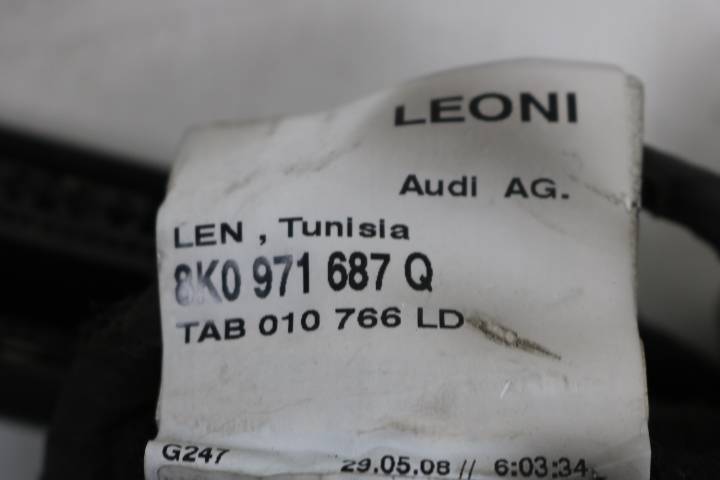 LEONI
Audi AG.
LEN , Tunisia
8K0 971 687 Q
TAB 010 766 LD
G247 29.05.08 // 6:03:34